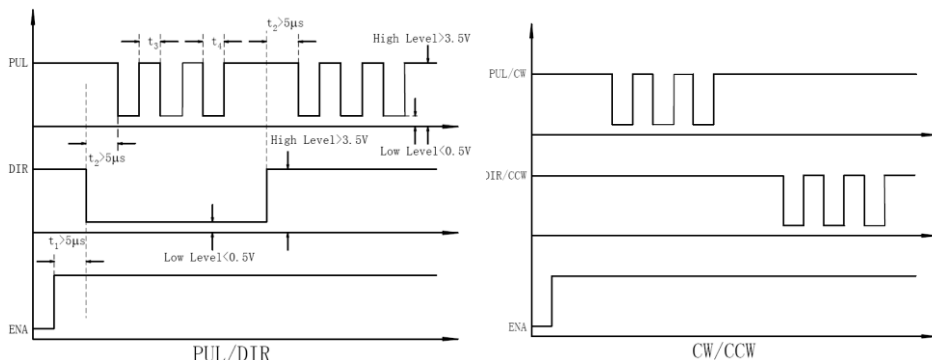 t2>5μs
t3
t4
High Level>3.5V
PUL
t2>5μs
High Level>3.5V
Low Level<0.5V
DIR
t1>5μs
Low Level<0.5V
ENA
PUL/DIR
PUL/CW
DIR/CCW
ENA
CW/CCW